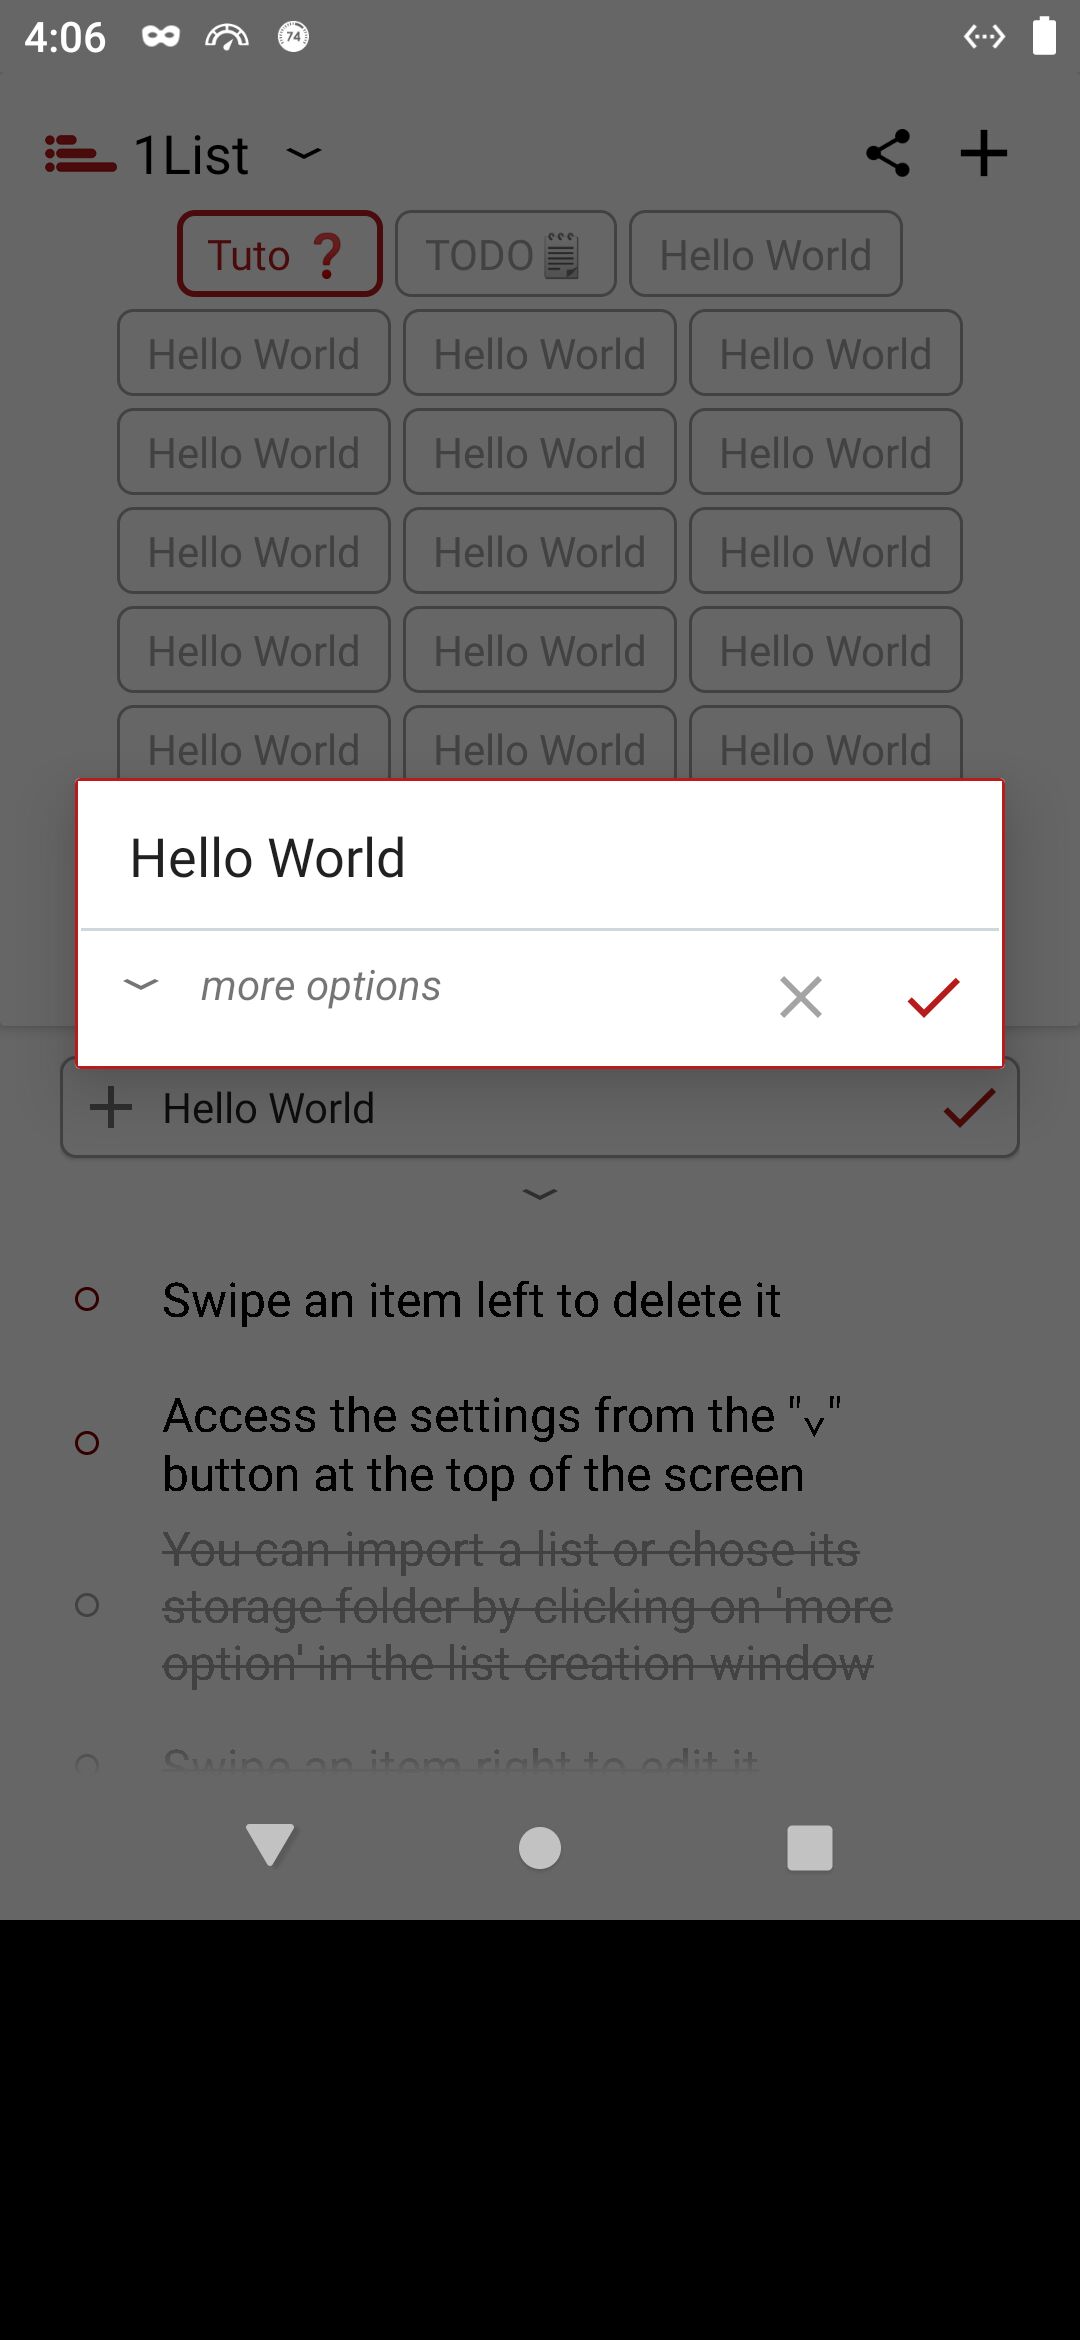 4:06 74
1List
Tuto ❓ TODO🗒 Hello World
Hello World Hello World Hello World
Hello World Hello World Hello World
Hello World Hello World Hello World
Hello World Hello World Hello World
Hello World Hello World Hello World
Hello World
more options
Hello World
Swipe an item left to delete it
Access the settings from the "˅"
button at the top of the screen
You can import a list or chose its
storage folder by clicking on 'more
option' in the list creation window
Swipe an item right to edit it